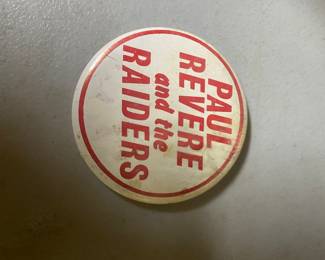 PAUL
REVERE
and the
RAIDERS